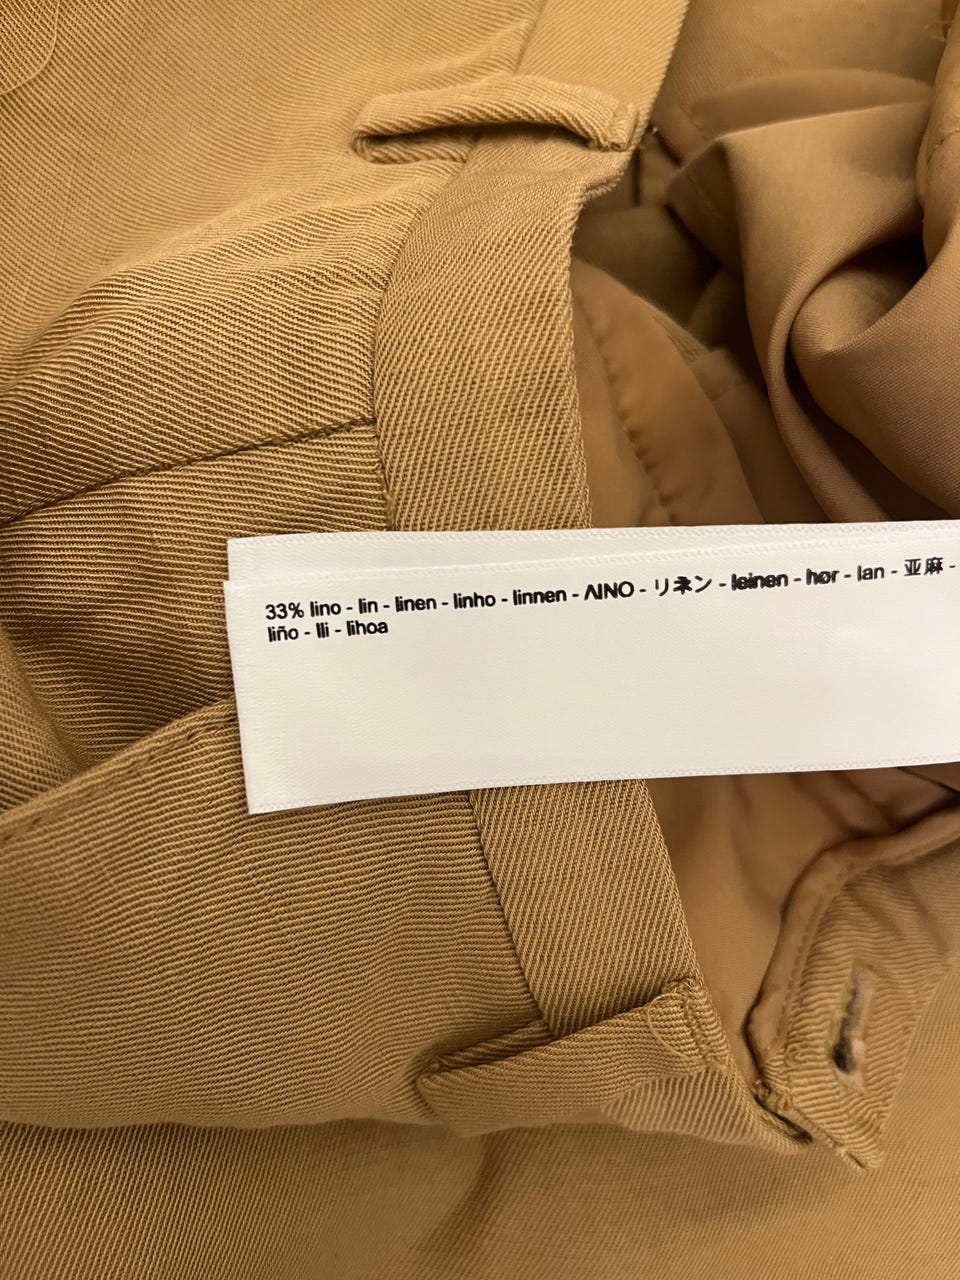 33% lino - lin - linen - linho - linnen - ΛΙΝΟ - リネン - leinen - hør - lan - 亚麻 -
liño - lli - lihoa